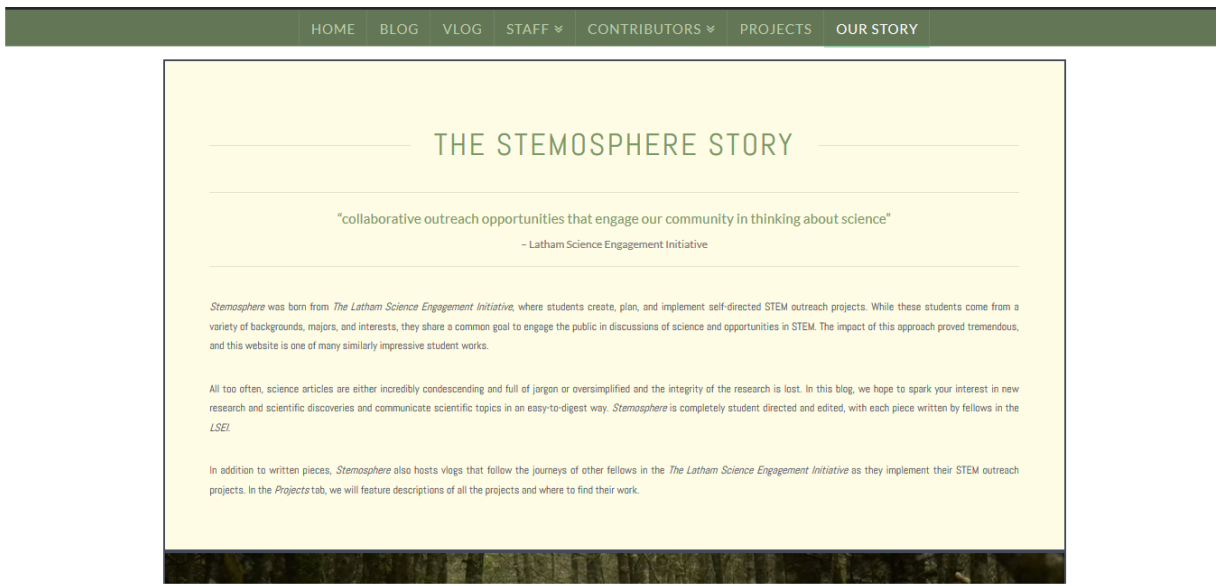 HOME BLOG VLOG STAFF CONTRIBUTORS PROJECTS OUR STORY
THE STEMOSPHERE STORY
“collaborative outreach opportunities that engage our community in thinking about science”
– Latham Science Engagement Initiative
Stemosphere was born from The Latham Science Engagement Initiative, where students create, plan, and implement self-directed STEM outreach projects. While these students come from a
variety of backgrounds, majors, and interests, they share a common goal to engage the public in discussions of science and opportunities in STEM. The impact of this approach proved tremendous,
and this website is one of many similarly impressive student works.
All too often, science articles are either incredibly condescending and full of jargon or oversimplified and the integrity of the research is lost. In this blog, we hope to spark your interest in new
research and scientific discoveries and communicate scientific topics in an easy-to-digest way. Stemosphere is completely student directed and edited, with each piece written by fellows in the
LSEI.
In addition to written pieces, Stemosphere also hosts vlogs that follow the journeys of other fellows in the The Latham Science Engagement Initiative as they implement their STEM outreach
projects. In the Projects tab, we will feature descriptions of all the projects and where to find their work.